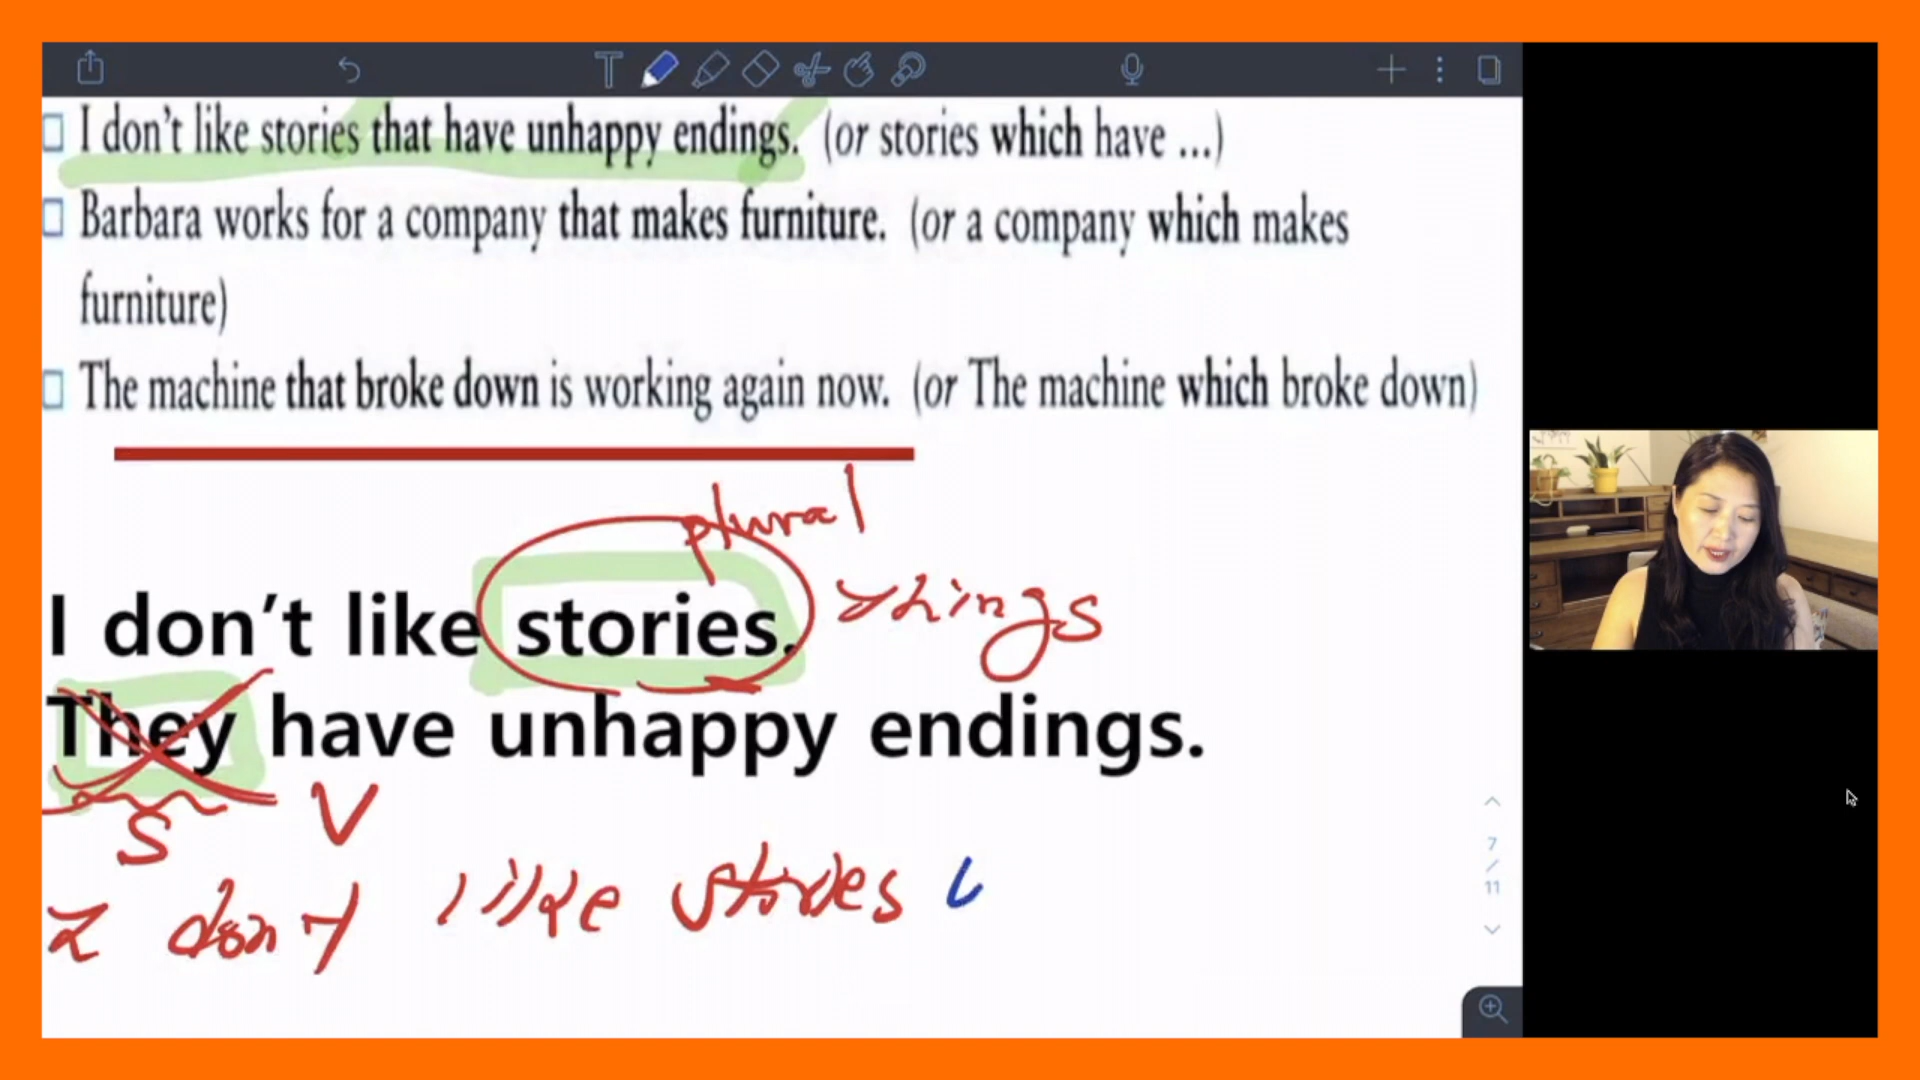 I don't like stories that have unhappy endings. (or stories which have ...)
Barbara works for a company that makes furniture. (or a company which makes
furniture)
The machine that broke down is working again now. (or The machine which broke down)
plural
I don't like stories. things
They have unhappy endings.
S V
I don't like stories
7
/
11